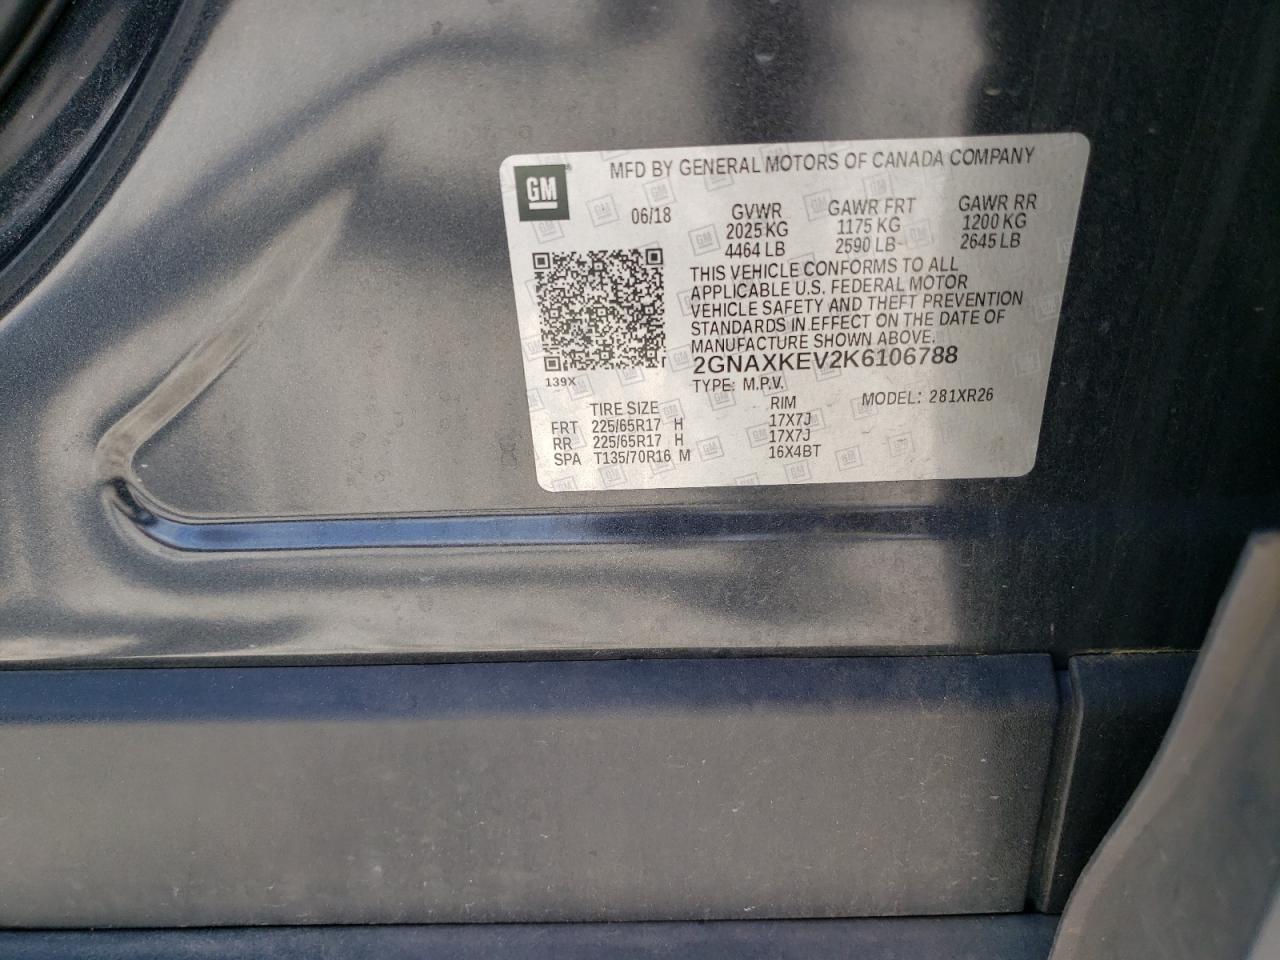 GM
MFD BY GENERAL MOTORS OF CANADA COMPANY
06/18 GVWR GAWR FRT GAWR RR
2025 KG 1175 KG 1200 KG
4464 LB 2590 LB 2645 LB
THIS VEHICLE CONFORMS TO ALL
APPLICABLE U.S. FEDERAL MOTOR
VEHICLE SAFETY AND THEFT PREVENTION
STANDARDS IN EFFECT ON THE DATE OF
MANUFACTURE SHOWN ABOVE.
2GNAXKEV2K6106788
139X
TYPE: M.P.V. MODEL: 281XR26
TIRE SIZE RIM
FRT 225/65R17 H 17X7J
RR 225/65R17 H 17X7J
SPA T135/70R16 M 16X4BT